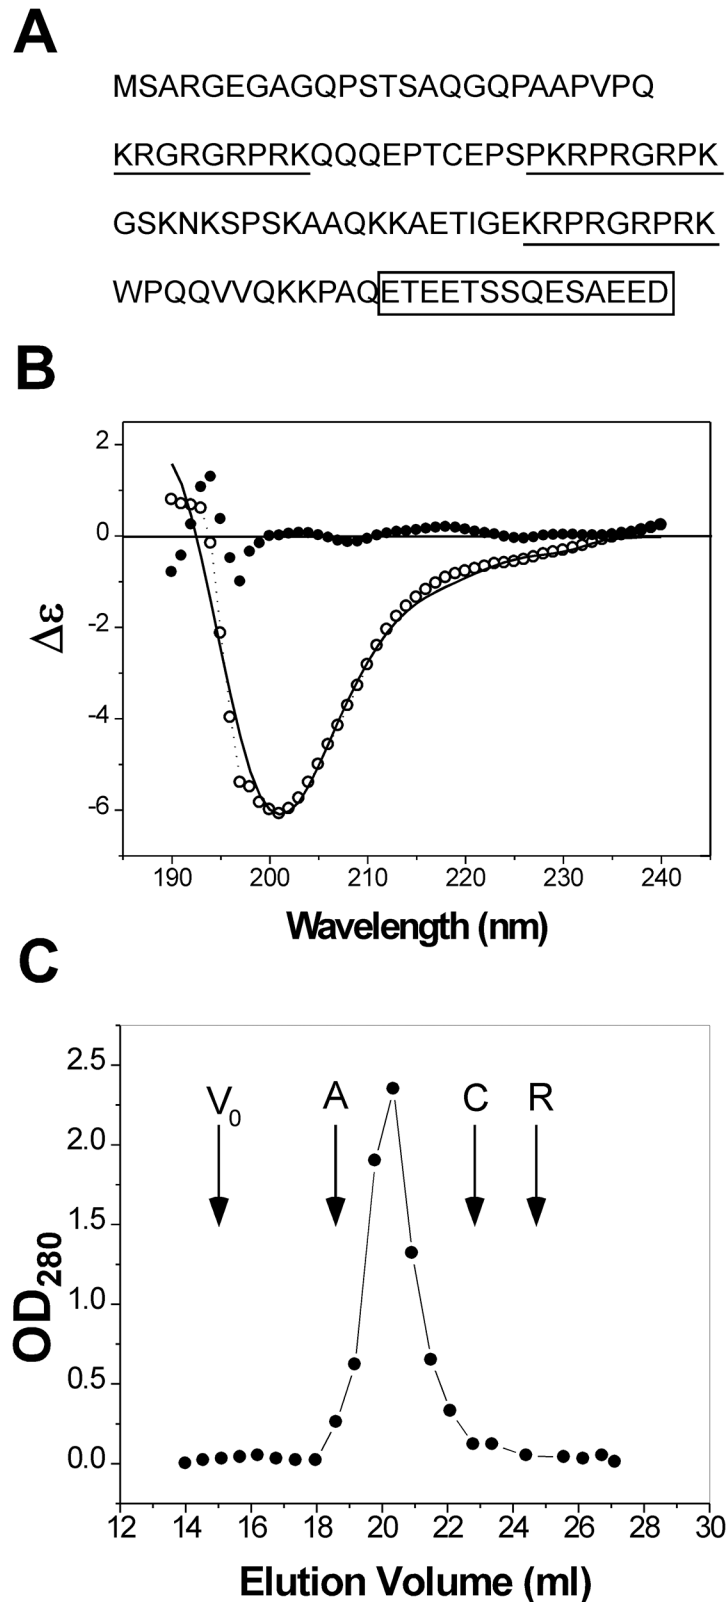 A
MSARGEGAGQPSTSAQGQPAAPVPQ
KRGRGRPRKQQQEPTCEPSPKRPRGRPK
GSKNKSPSKAAQKKAETIGEKRPRGRPRK
WPQQVVQKKPAQETEETSSQESAEED
B
2
0
-2
-4
-6
Δε
190 200 210 220 230 240
Wavelength (nm)
C
V0 A C R
2.5
2.0
1.5
1.0
0.5
0.0
OD280
12 14 16 18 20 22 24 26 28 30
Elution Volume (ml)